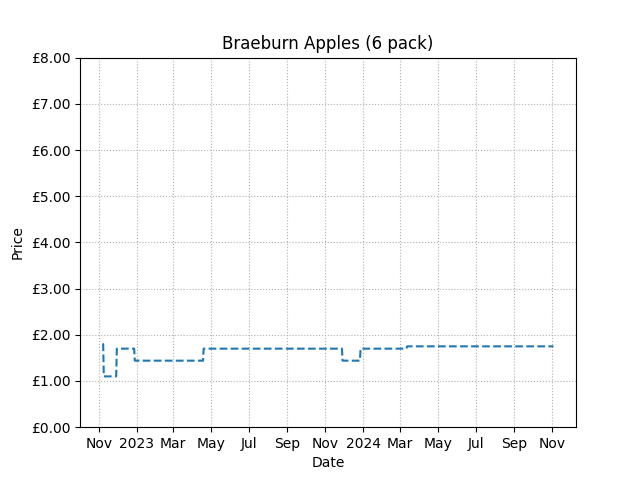 Braeburn Apples (6 pack)
£8.00
£7.00
£6.00
£5.00
£4.00
£3.00
£2.00
£1.00
£0.00
Price
Nov 2023 Mar May Jul Sep Nov 2024 Mar May Jul Sep Nov
Date